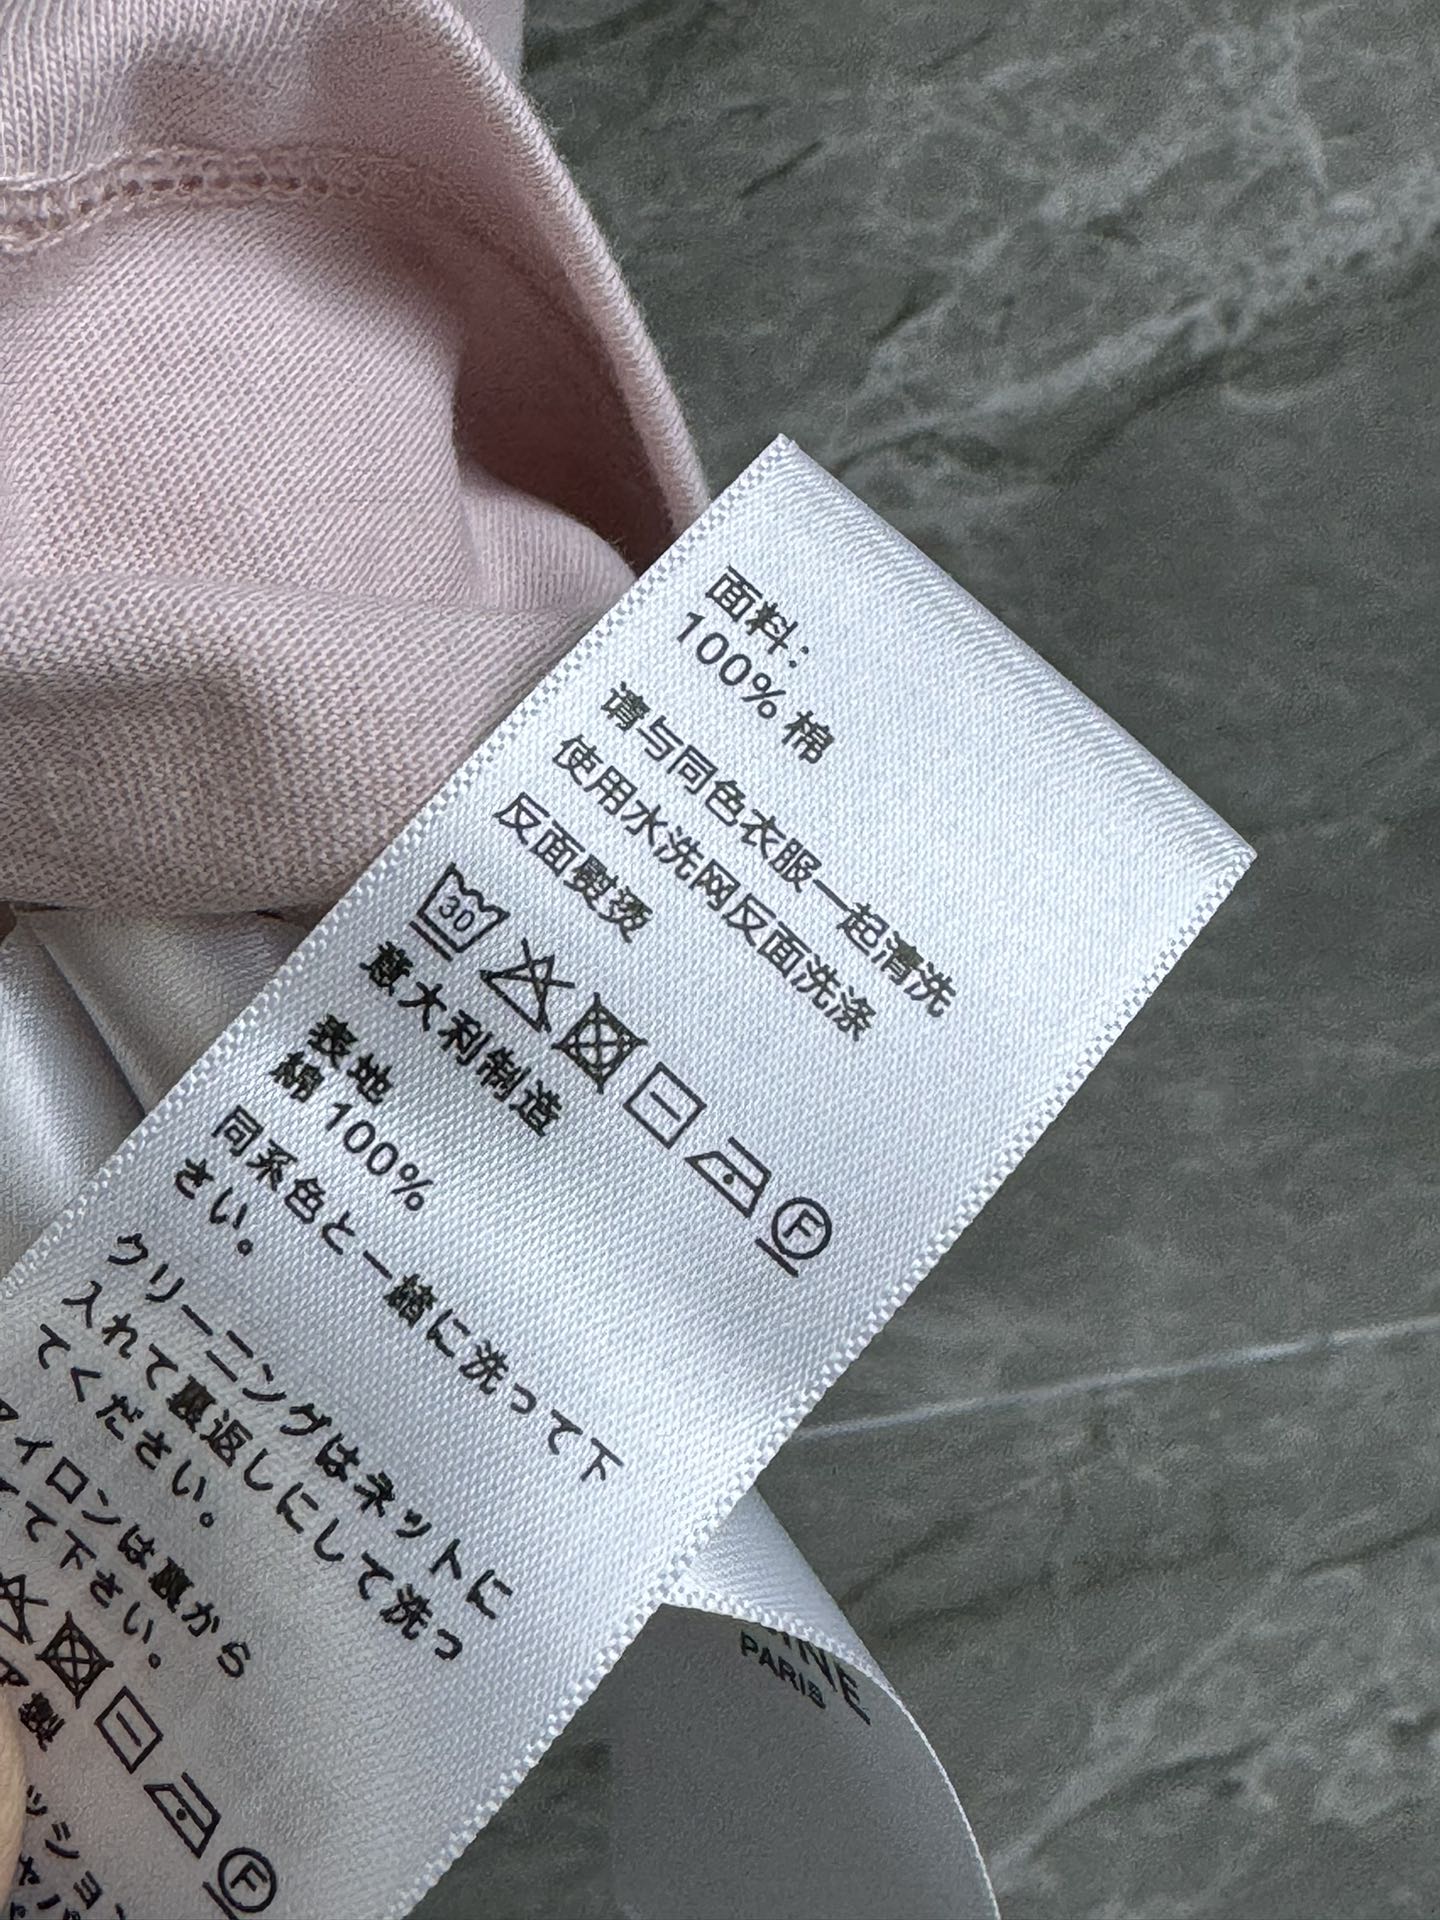 面料:
100% 棉
请与同色衣服一起清洗
使用水洗网反面洗涤
反面熨烫
30
F
意大利制造
表地
綿 100%
同系色と一緒に洗って下
さい。
クリーニングはネットに
入れて裏返しにして洗っ
てください。
イロンは裏から
て下さい。
F
製
PARIS